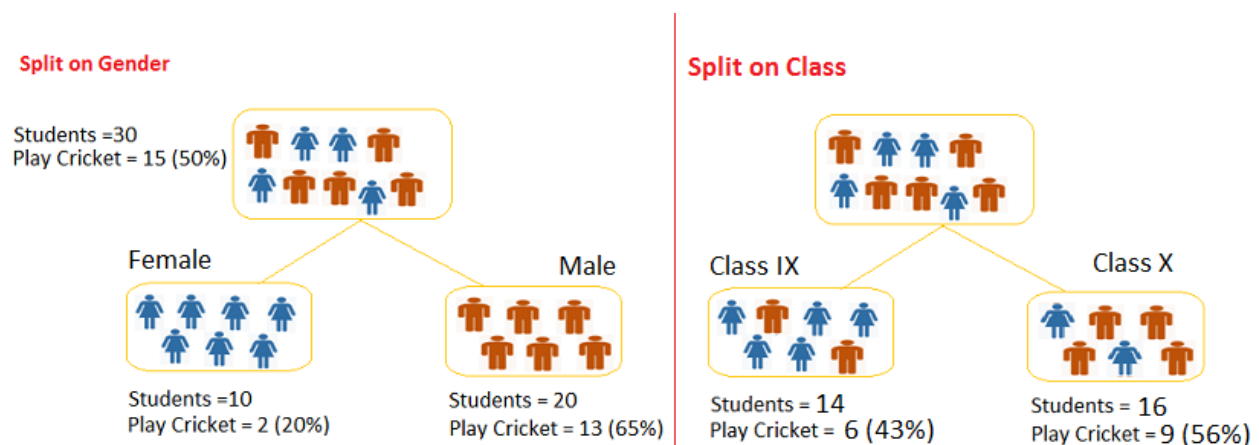 Split on Gender
Students =30
Play Cricket = 15 (50%)
Female
Male
Students =10
Play Cricket = 2 (20%)
Students = 20
Play Cricket = 13 (65%)
Split on Class
Class IX
Class X
Students = 14
Play Cricket = 6 (43%)
Students = 16
Play Cricket = 9 (56%)